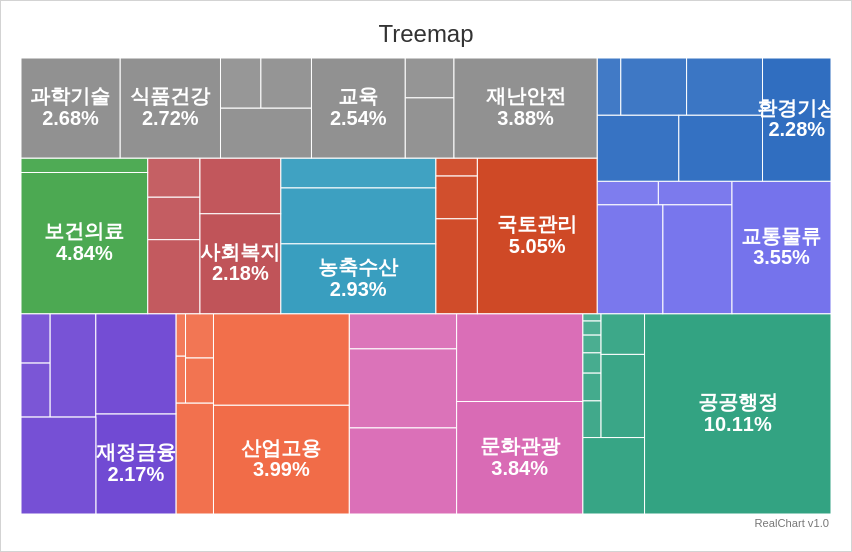 Treemap
과학기술
2.68%
식품건강
2.72%
교육
2.54%
재난안전
3.88%
환경기상
2.28%
보건의료
4.84%
사회복지
2.18%
농축수산
2.93%
국토관리
5.05%
교통물류
3.55%
재정금융
2.17%
산업고용
3.99%
문화관광
3.84%
공공행정
10.11%
RealChart v1.0